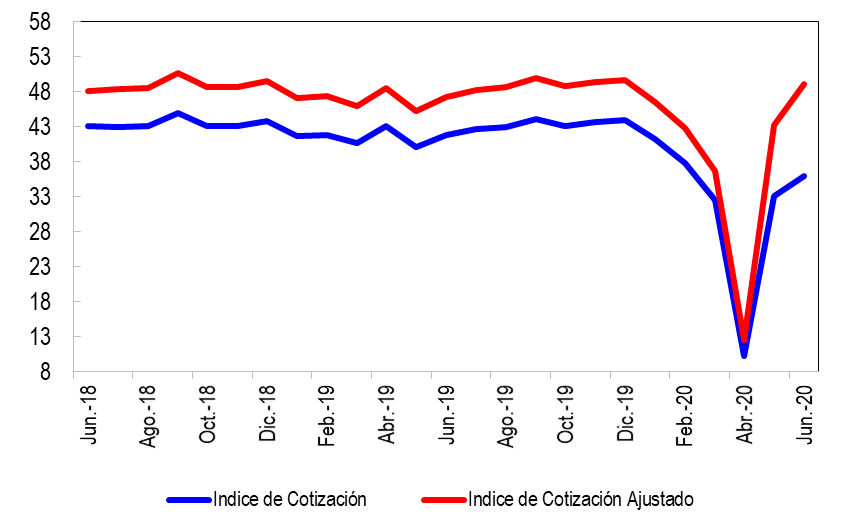 58
53
48
43
38
33
28
23
18
13
8
Jun.-18
Ago.-18
Oct.-18
Dic.-18
Feb.-19
Abr.-19
Jun.-19
Ago.-19
Oct.-19
Dic.-19
Feb.-20
Abr.-20
Jun.-20
Indice de Cotización
Indice de Cotización Ajustado